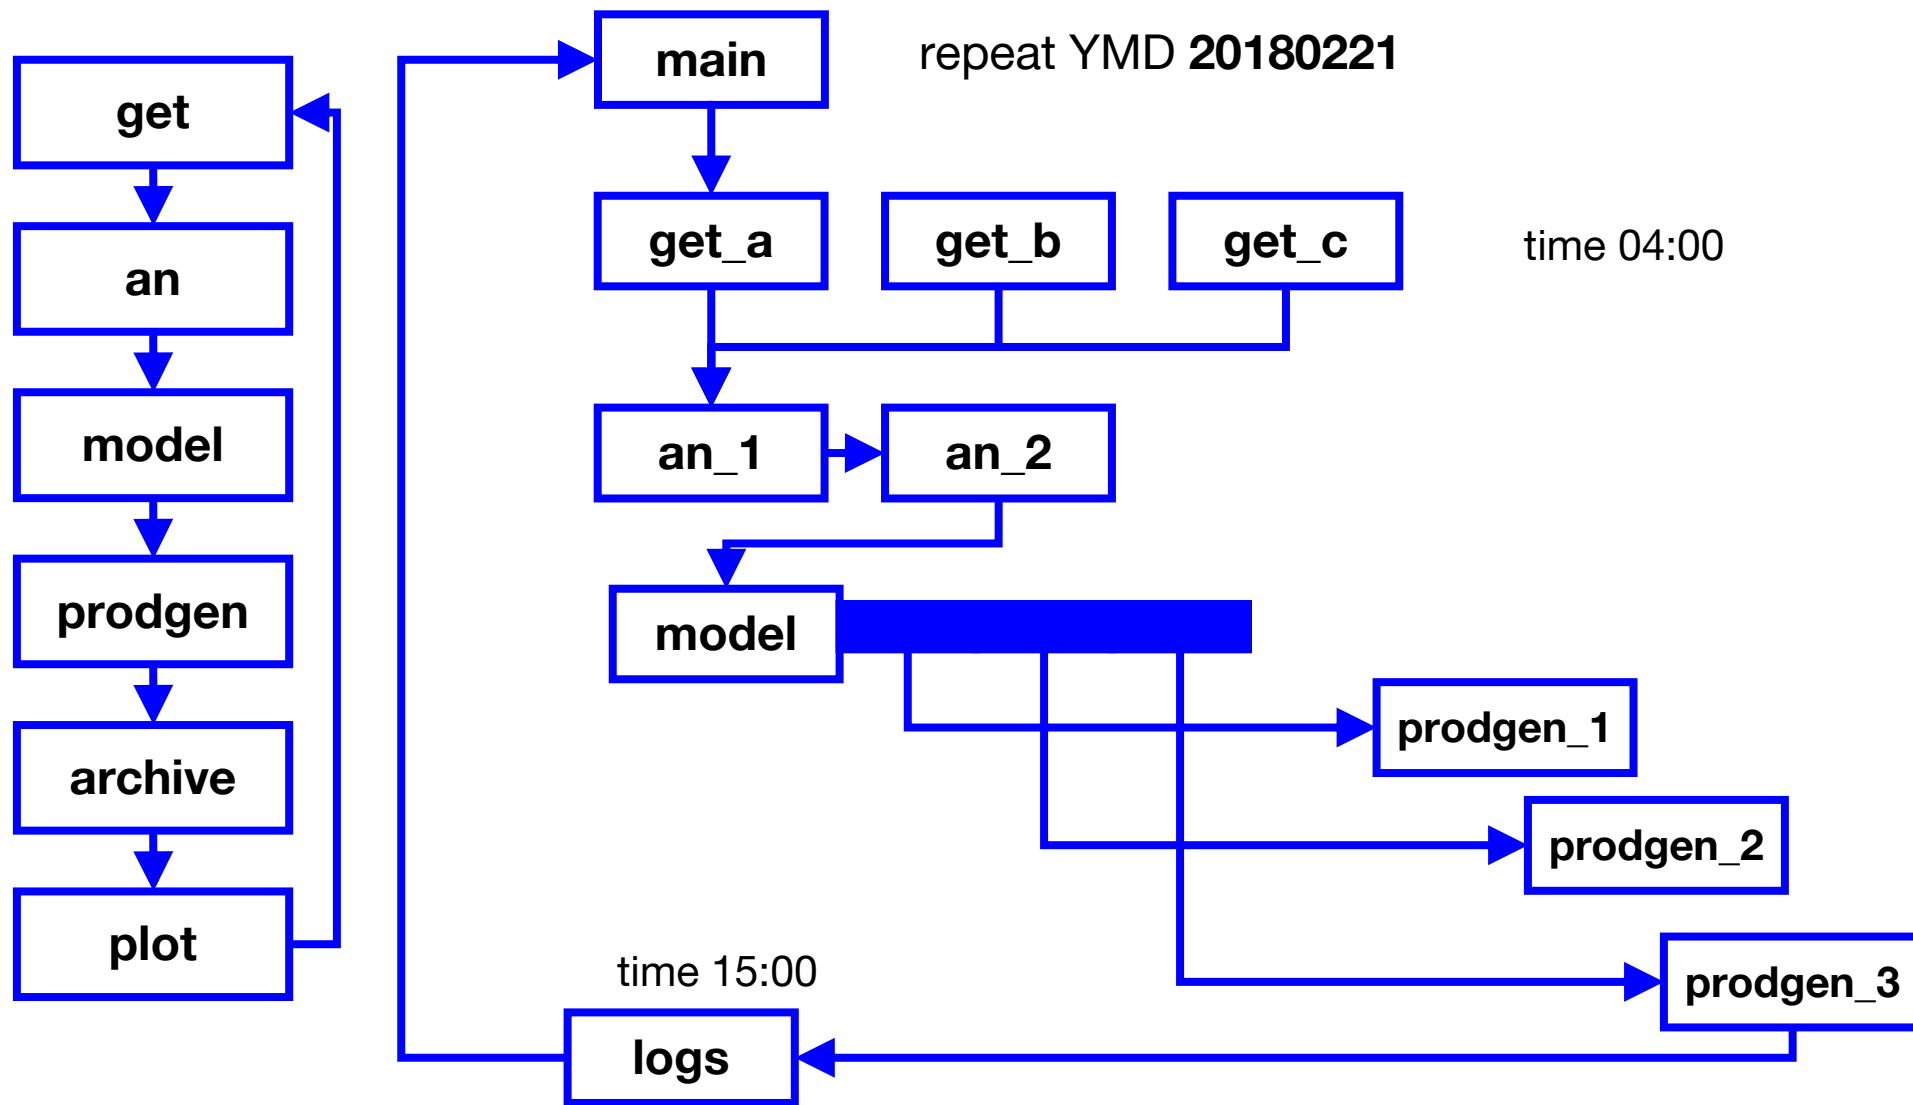 get
an
model
prodgen
archive
plot
main
repeat YMD 20180221
get_a
get_b
get_c
time 04:00
an_1
an_2
model
prodgen_1
prodgen_2
prodgen_3
time 15:00
logs